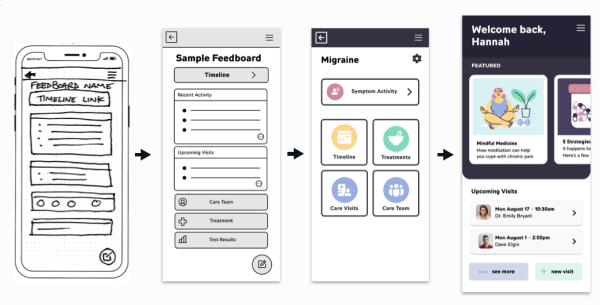 FEEDBOARD NAME
TIMELINE LINK
Sample Feedboard
Timeline
Recent Activity
Upcoming Visits
Care Team
Treatment
Test Results
Migraine
Symptom Activity
Timeline
Treatments
Care Visits
Care Team
Welcome back,
Hannah
FEATURED
Mindful Medicine
How meditation can help
you cope with chronic pain
5 Strategies
It happens to
Here's a few
Upcoming Visits
Mon August 17 - 10:30am
Dr. Emily Bryant
Mon August 1 - 2:00pm
Dave Elgin
see more
+ new visit